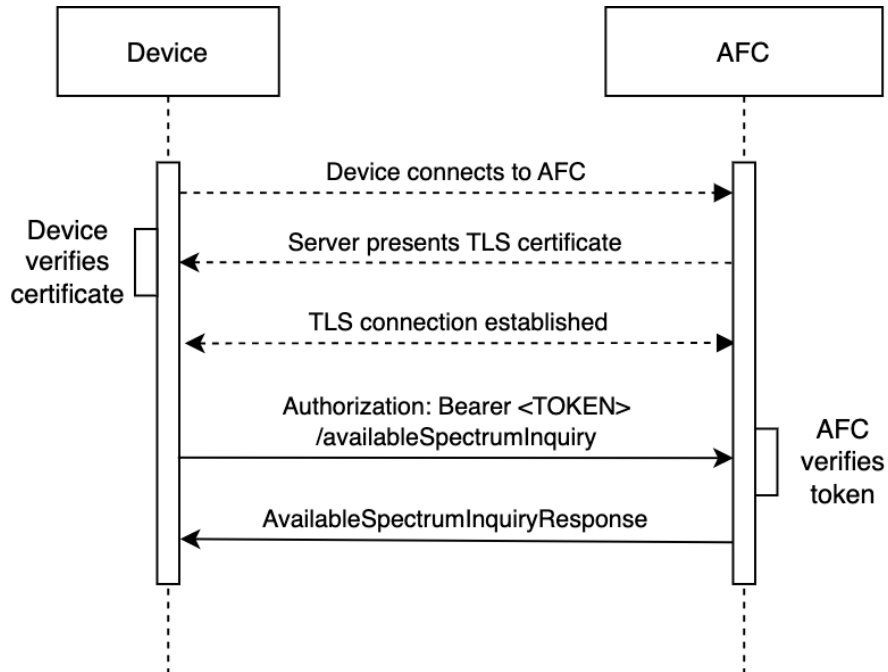 Device
AFC
Device connects to AFC
Device
verifies
certificate
Server presents TLS certificate
TLS connection established
Authorization: Bearer <TOKEN>
/availableSpectrumInquiry
AFC
verifies
token
AvailableSpectrumInquiryResponse